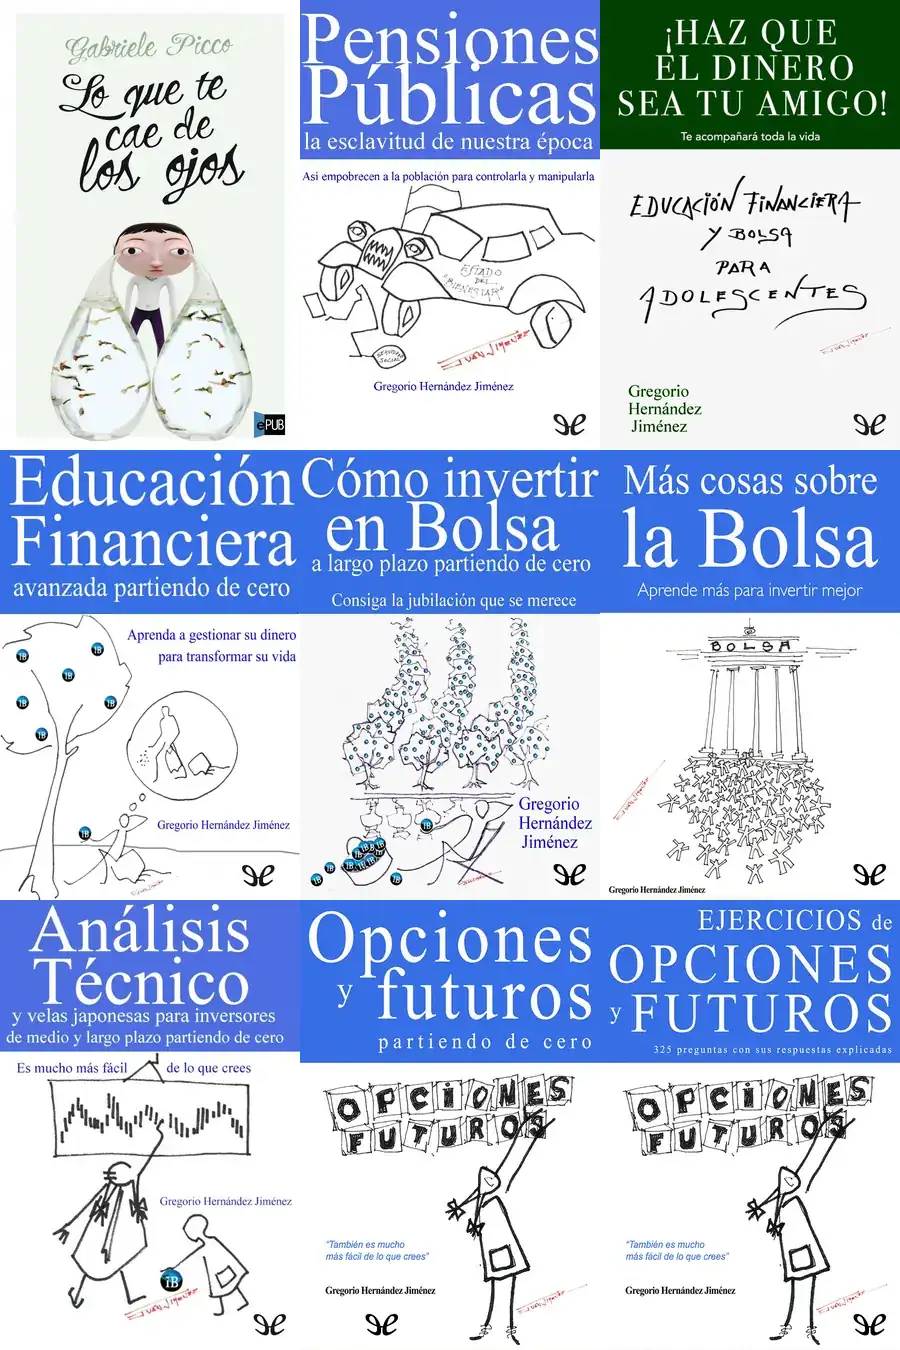 Gabriele Picco
Lo que te
cae de
los ojos
ePUB
Pensiones
Públicas
la esclavitud de nuestra época
Así empobrecen a la población para controlarla y manipularla
ESTADO
DEL
"BIENESTAR"
Gregorio Hernández Jiménez
¡HAZ QUE
EL DINERO
SEA TU AMIGO!
Te acompañará toda la vida
EDUCACIÓN FINANCIERA
Y BOLSA
PARA
ADOLESCENTES
Gregorio
Hernández
Jiménez
Educación
Financiera
avanzada partiendo de cero
Aprenda a gestionar su dinero
para transformar su vida
iB
iB
iB
iB
iB
iB
iB
Gregorio Hernández Jiménez
Cómo invertir
en Bolsa
a largo plazo partiendo de cero
Consiga la jubilación que se merece
Gregorio
Hernández
Jiménez
Más cosas sobre
la Bolsa
Aprende más para invertir mejor
BOLSA
Gregorio Hernández Jiménez
Análisis
Técnico
y velas japonesas para inversores
de medio y largo plazo partiendo de cero
Es mucho más fácil de lo que crees
Gregorio Hernández Jiménez
iB
Opciones
y futuros
partiendo de cero
OPCIONES
FUTUROS
"También es mucho
más fácil de lo que crees"
Gregorio Hernández Jiménez
EJERCICIOS de
OPCIONES
y FUTUROS
325 preguntas con sus respuestas explicadas
OPCIONES
FUTUROS
"También es mucho
más fácil de lo que crees"
Gregorio Hernández Jiménez